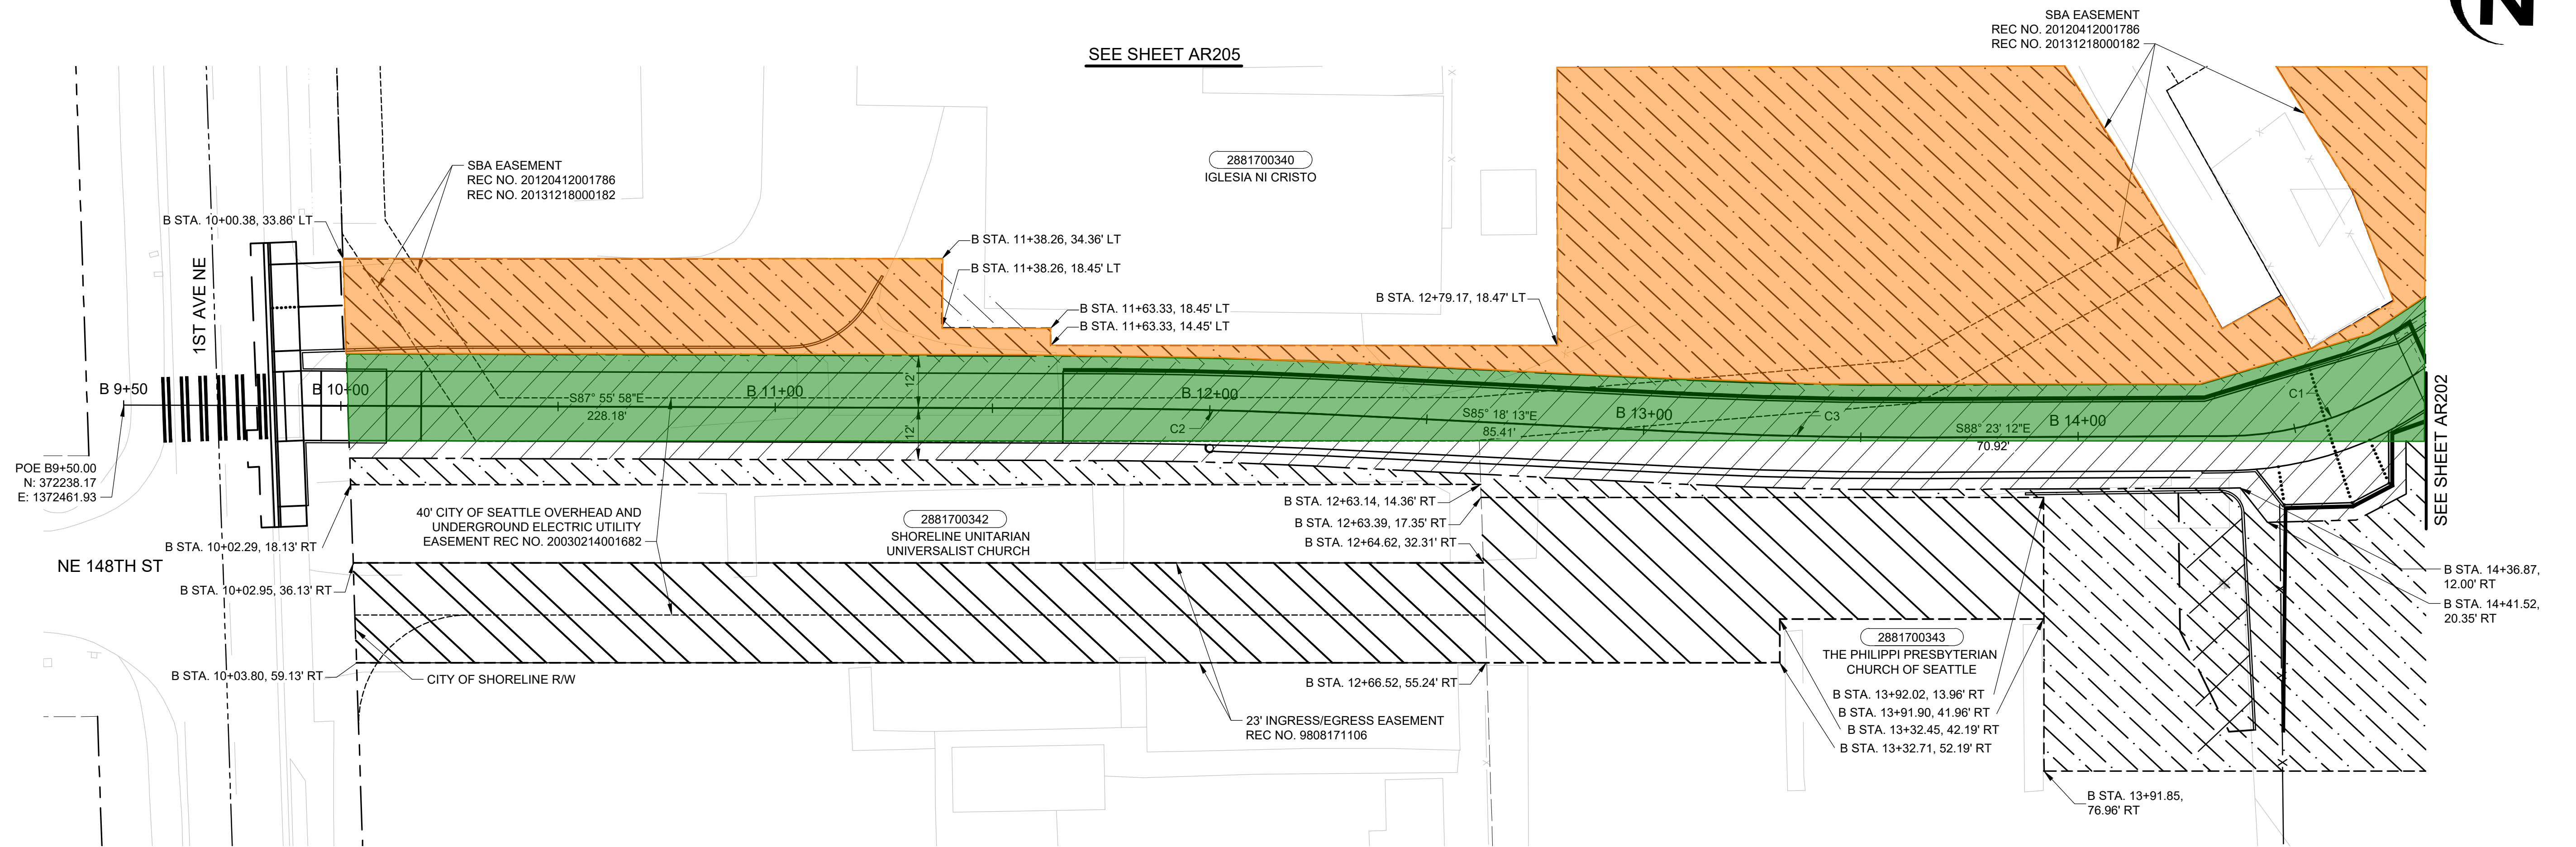 N
SBA EASEMENT
REC NO. 20120412001786
REC NO. 20131218000182
SEE SHEET AR205
2881700340
IGLESIA NI CRISTO
SBA EASEMENT
REC NO. 20120412001786
REC NO. 20131218000182
B STA. 10+00.38, 33.86' LT
B STA. 11+38.26, 34.36' LT
B STA. 11+38.26, 18.45' LT
B STA. 11+63.33, 18.45' LT
B STA. 11+63.33, 14.45' LT
B STA. 12+79.17, 18.47' LT
1ST AVE NE
B 9+50
B 10+00
B 11+00
B 12+00
B 13+00
B 14+00
S87° 55' 58"E
228.18'
12'
12'
C2
S85° 18' 13"E
85.41'
C3
S88° 23' 12"E
70.92'
C1
SEE SHEET AR202
POE B9+50.00
N: 372238.17
E: 1372461.93
40' CITY OF SEATTLE OVERHEAD AND
UNDERGROUND ELECTRIC UTILITY
EASEMENT REC NO. 20030214001682
2881700342
SHORELINE UNITARIAN
UNIVERSALIST CHURCH
B STA. 12+63.14, 14.36' RT
B STA. 12+63.39, 17.35' RT
B STA. 12+64.62, 32.31' RT
B STA. 10+02.29, 18.13' RT
NE 148TH ST
B STA. 10+02.95, 36.13' RT
B STA. 14+36.87,
12.00' RT
B STA. 14+41.52,
20.35' RT
2881700343
THE PHILIPPI PRESBYTERIAN
CHURCH OF SEATTLE
B STA. 10+03.80, 59.13' RT
CITY OF SHORELINE R/W
B STA. 12+66.52, 55.24' RT
B STA. 13+92.02, 13.96' RT
B STA. 13+91.90, 41.96' RT
B STA. 13+32.45, 42.19' RT
B STA. 13+32.71, 52.19' RT
23' INGRESS/EGRESS EASEMENT
REC NO. 9808171106
B STA. 13+91.85,
76.96' RT